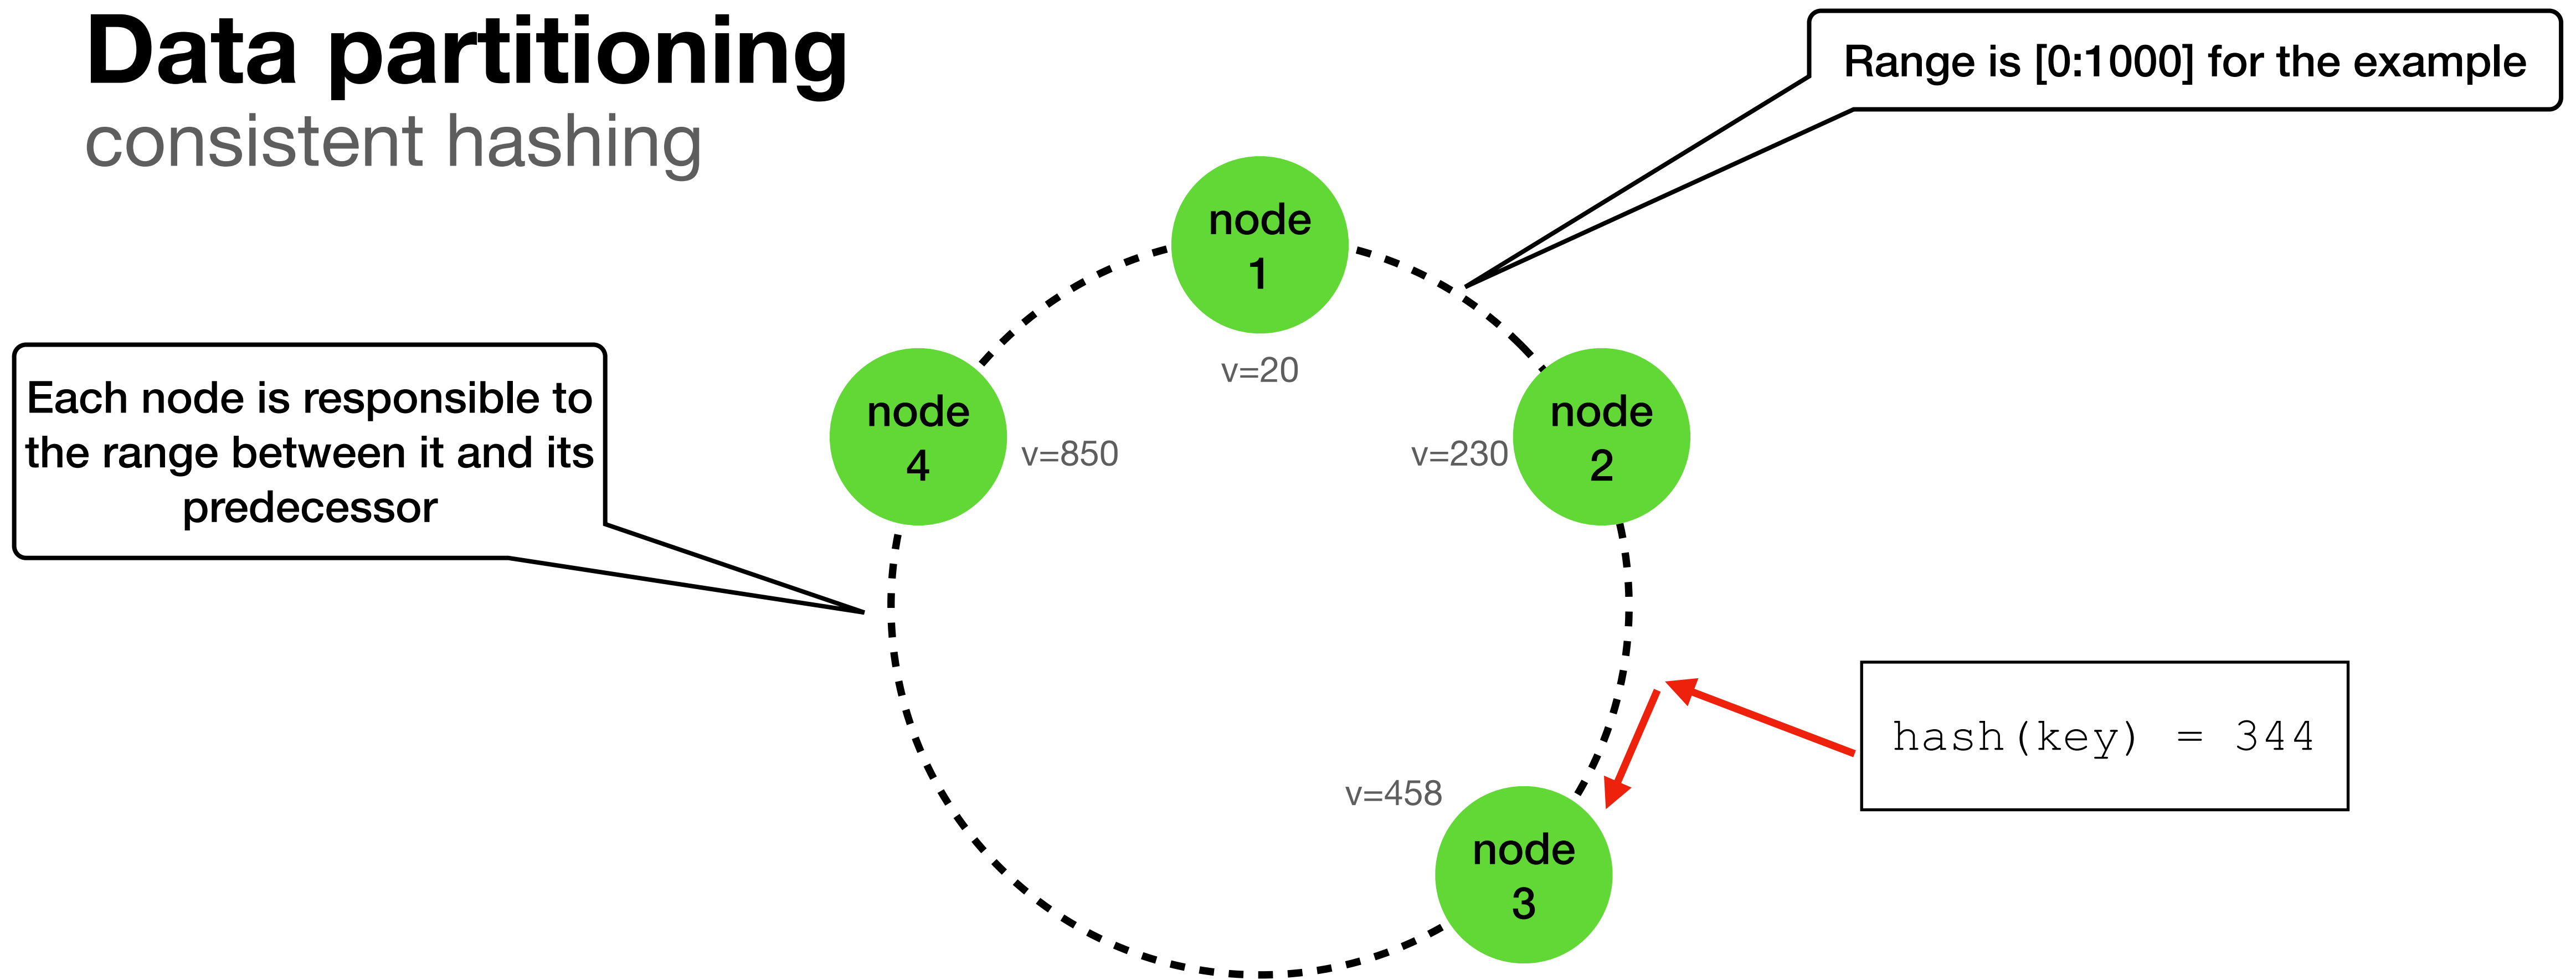 Data partitioning
consistent hashing
Range is [0:1000] for the example
node
1
v=20
Each node is responsible to
the range between it and its
predecessor
node
4
v=850
v=230
node
2
hash(key) = 344
v=458
node
3